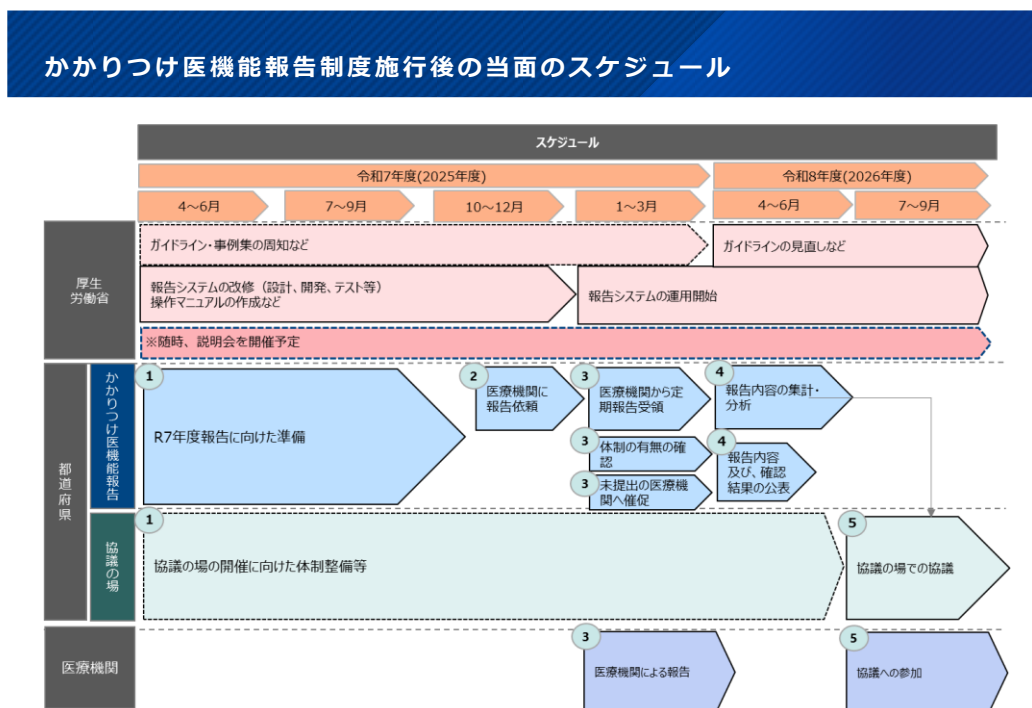 かかりつけ医機能報告制度施行後の当面のスケジュール
スケジュール
令和7年度(2025年度)
令和8年度(2026年度)
4～6月
7～9月
10～12月
1～3月
4～6月
7～9月
厚生
労働省
ガイドライン・事例集の周知など
ガイドラインの見直しなど
報告システムの改修（設計、開発、テスト等）
操作マニュアルの作成など
報告システムの運用開始
※随時、説明会を開催予定
都道府県
かかりつけ医機能報告
1
R7年度報告に向けた準備
2
医療機関に
報告依頼
3
医療機関から定
期報告受領
3
体制の有無の確
認
3
未提出の医療機
関へ催促
4
報告内容の集計・
分析
4
報告内容
及び、確認
結果の公表
協議の場
1
協議の場の開催に向けた体制整備等
5
協議の場での協議
医療機関
3
医療機関による報告
5
協議への参加